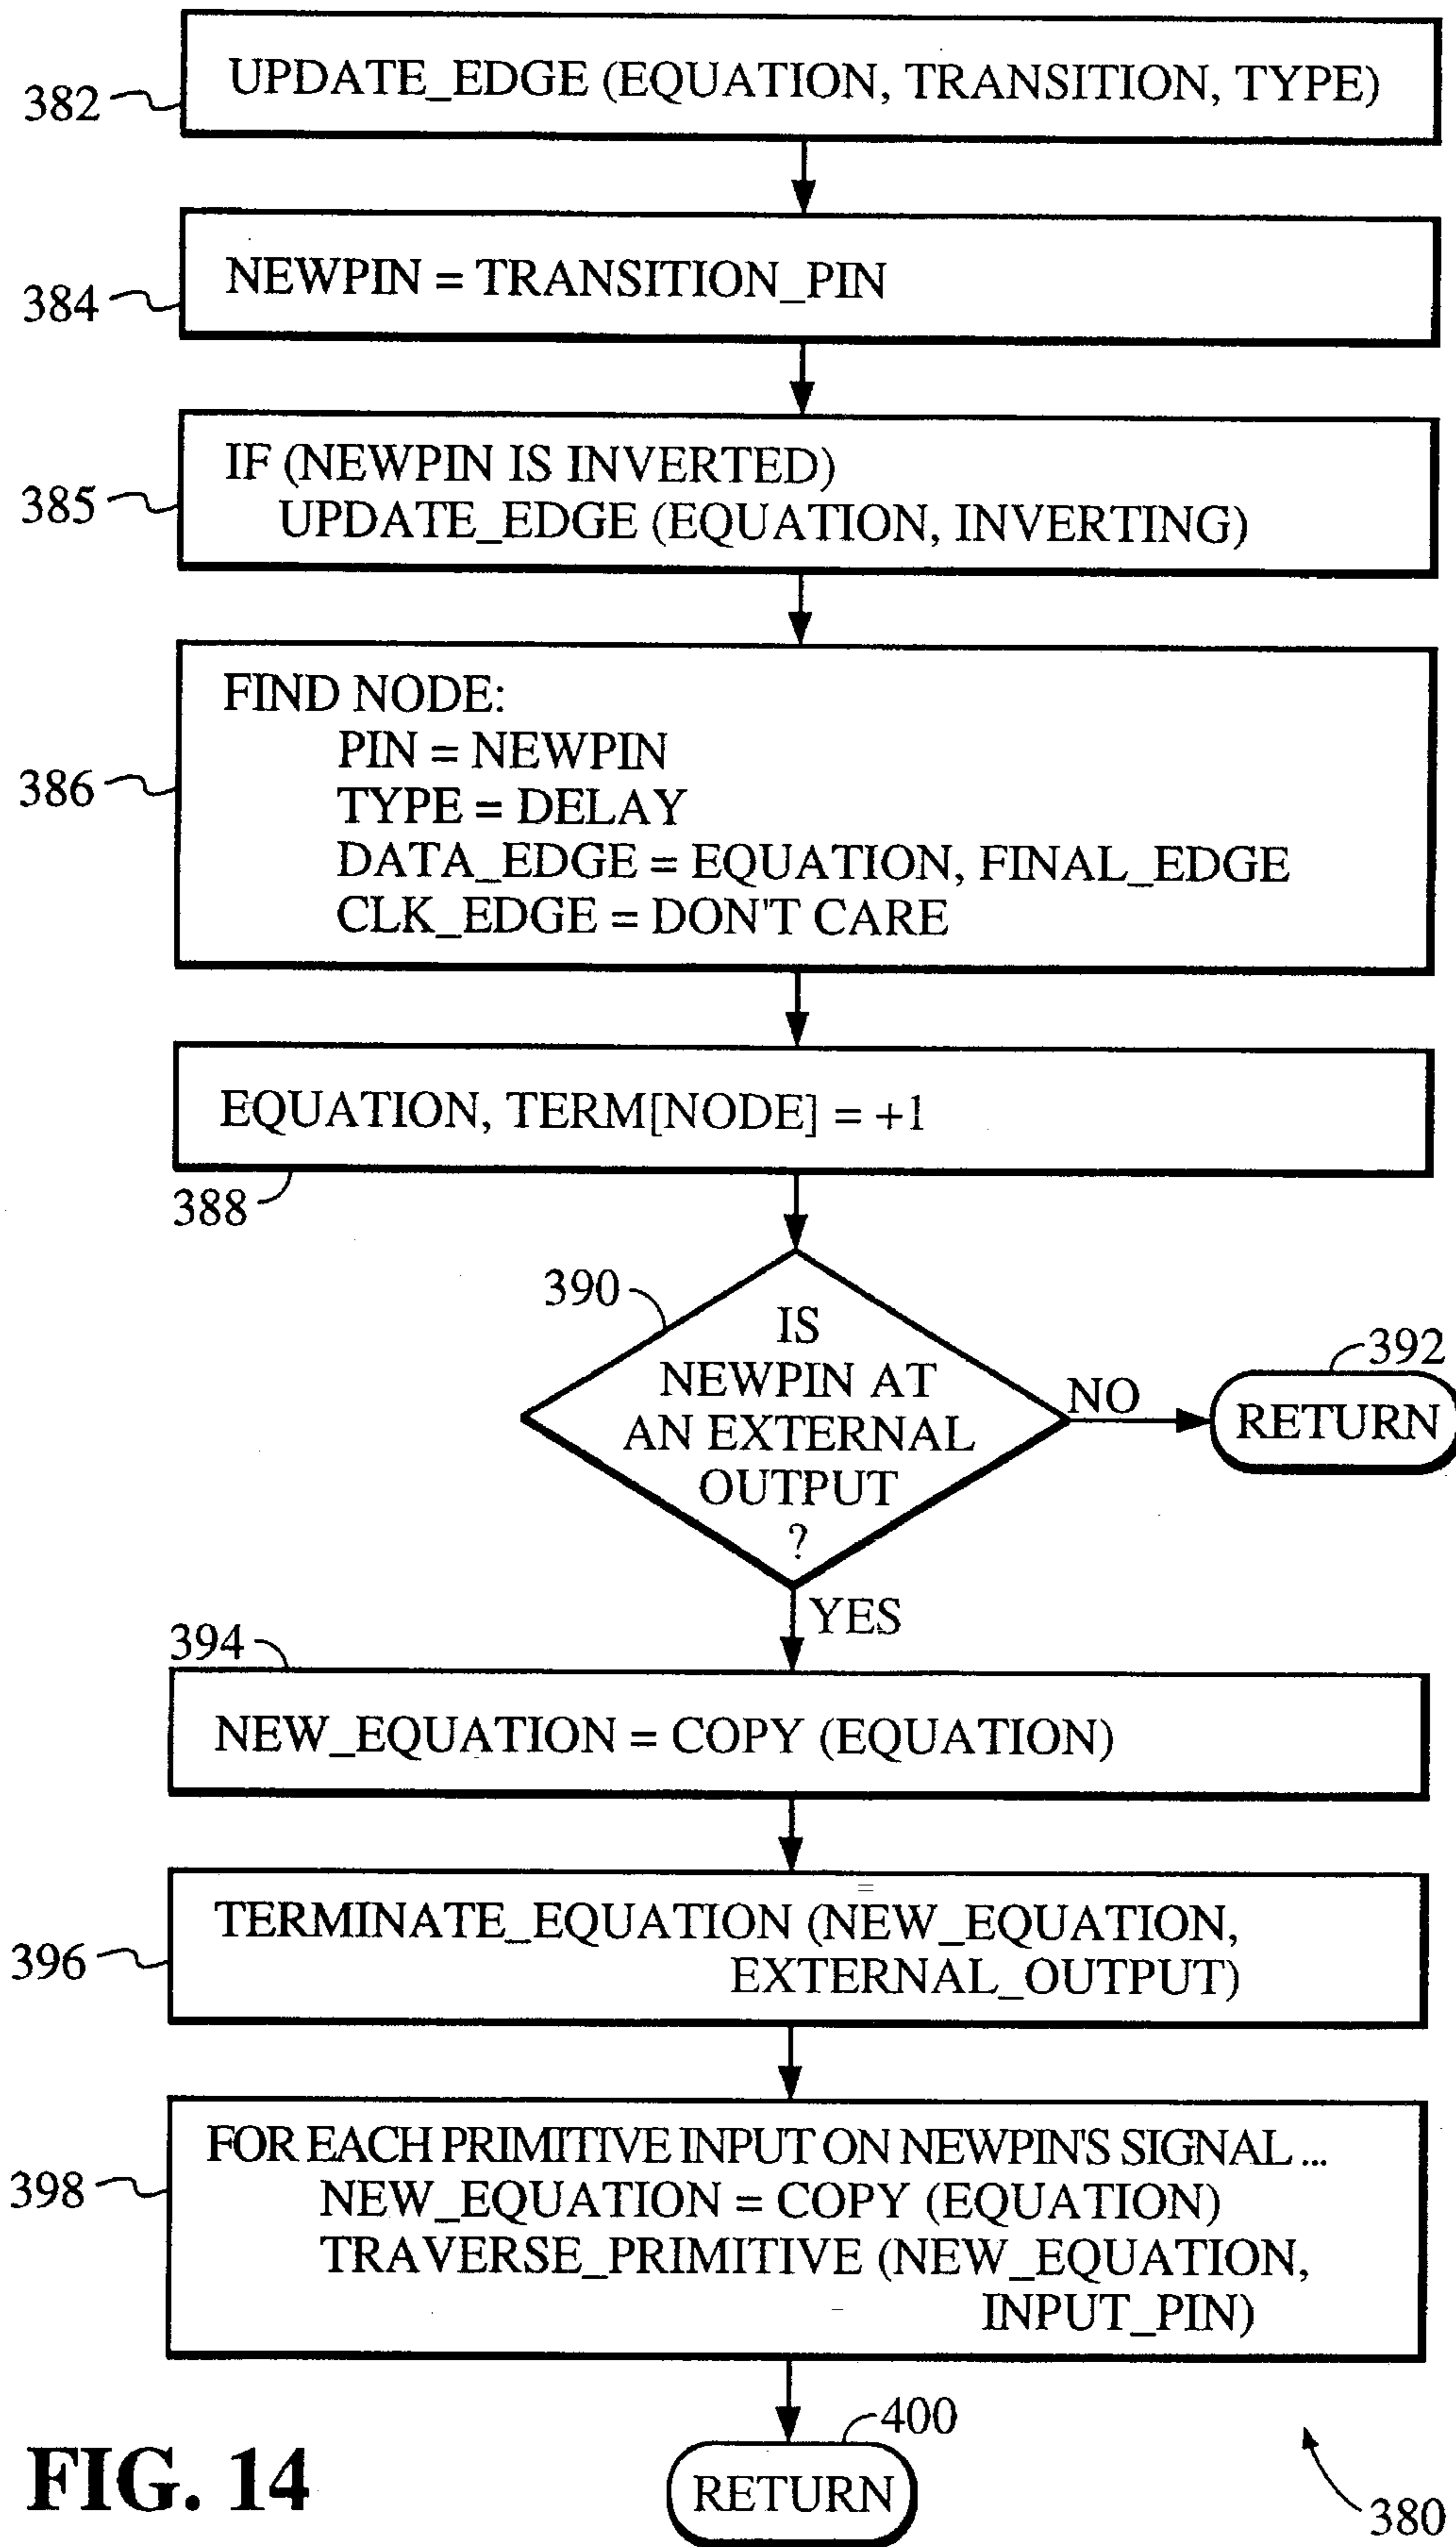 382
UPDATE_EDGE (EQUATION, TRANSITION, TYPE)
384
NEWPIN = TRANSITION_PIN
385
IF (NEWPIN IS INVERTED)
UPDATE_EDGE (EQUATION, INVERTING)
386
FIND NODE:
PIN = NEWPIN
TYPE = DELAY
DATA_EDGE = EQUATION, FINAL_EDGE
CLK_EDGE = DON'T CARE
EQUATION, TERM[NODE] = +1
388
390
IS
NEWPIN AT
AN EXTERNAL
OUTPUT
?
NO
392
RETURN
YES
394
NEW_EQUATION = COPY (EQUATION)
396
TERMINATE_EQUATION (NEW_EQUATION,
EXTERNAL_OUTPUT)
398
FOR EACH PRIMITIVE INPUT ON NEWPIN'S SIGNAL ...
NEW_EQUATION = COPY (EQUATION)
TRAVERSE_PRIMITIVE (NEW_EQUATION,
INPUT_PIN)
400
RETURN
FIG. 14
380